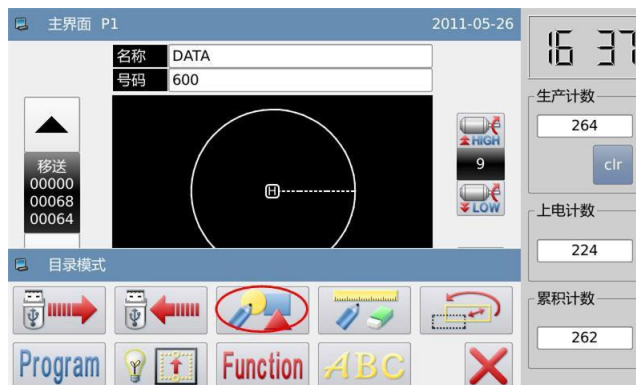 主界面 P1 2011-05-26
16 37
名称 DATA
号码 600
生产计数
264
clr
移送
00000
00068
00064
HIGH
9
LOW
H
上电计数
224
目录模式
累积计数
262
Program
Function
ABC